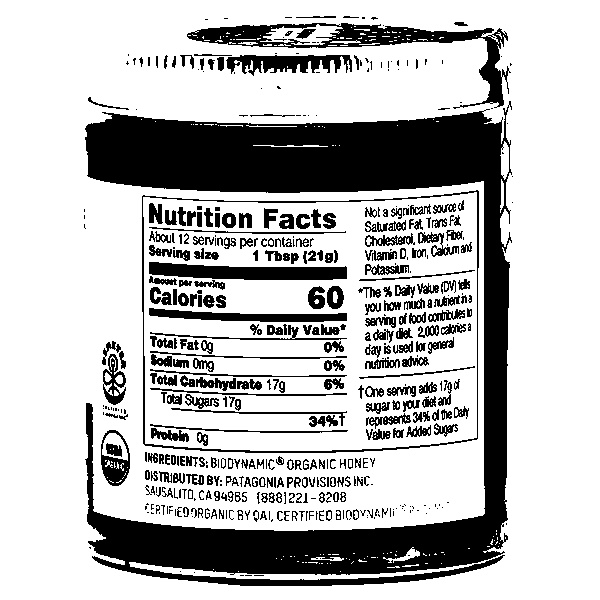 Nutrition Facts
About 12 servings per container
Serving size 1 Tbsp (21g)
Amount per serving
Calories 60
% Daily Value*
Total Fat 0g 0%
Sodium 0mg 0%
Total Carbohydrate 17g 6%
Total Sugars 17g
34%†
Protein 0g
Not a significant source of
Saturated Fat, Trans Fat,
Cholesterol, Dietary Fiber,
Vitamin D, Iron, Calcium and
Potassium.
*The % Daily Value (DV) tells
you how much a nutrient in a
serving of food contributes to
a daily diet. 2,000 calories a
day is used for general
nutrition advice.
†One serving adds 17g of
sugar to your diet and
represents 34% of the Daily
Value for Added Sugars
INGREDIENTS: BIODYNAMIC® ORGANIC HONEY
DISTRIBUTED BY: PATAGONIA PROVISIONS INC.
SAUSALITO, CA 94965 (888)221-8208
CERTIFIED ORGANIC BY QAI, CERTIFIED BIODYNAMIC®
demeter
USDA
ORGANIC